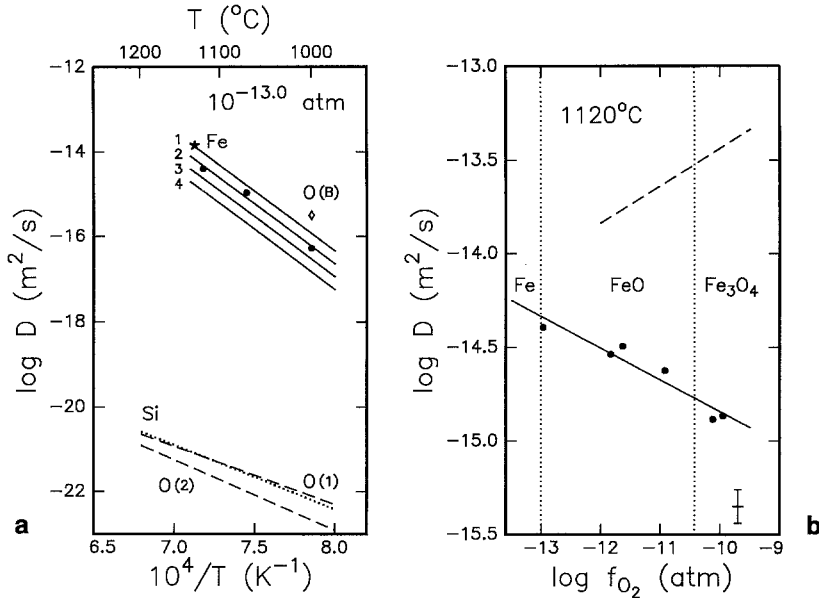 T (°C)
1200 1100 1000
10^-13.0 atm
1 Fe
2
3
4
O(B)
Si
O(1)
O(2)
−12
−14
−16
−18
−20
−22
log D (m²/s)
6.5 7.0 7.5 8.0
10⁴/T (K⁻¹)
a
1120°C
Fe FeO Fe₃O₄
−13.0
−13.5
−14.0
−14.5
−15.0
−15.5
log D (m²/s)
−13 −12 −11 −10 −9
log f_O₂ (atm)
b